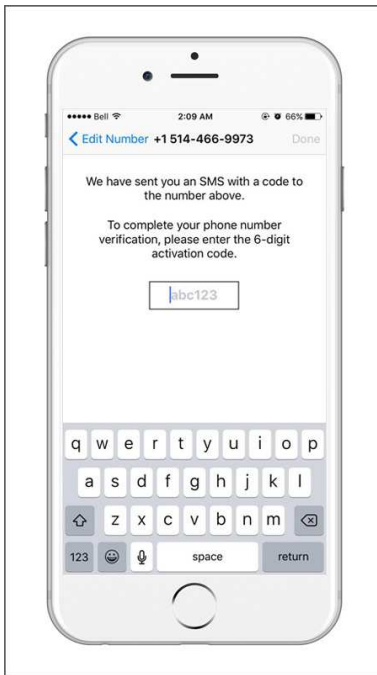 Bell 2:09 AM 66%
Edit Number +1 514-466-9973 Done
We have sent you an SMS with a code to
the number above.
To complete your phone number
verification, please enter the 6-digit
activation code.
abc123
q w e r t y u i o p
a s d f g h j k l
z x c v b n m
123 space return